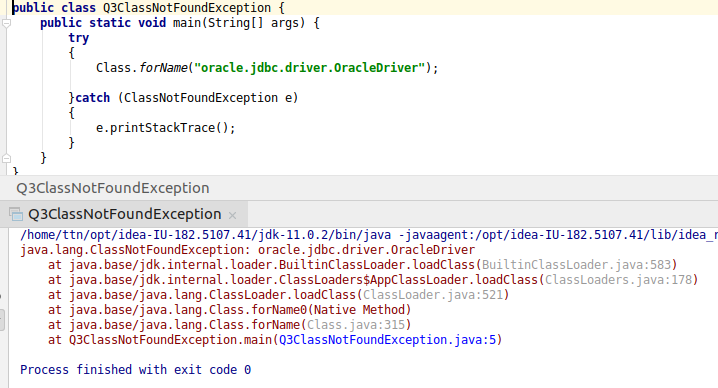 public class Q3ClassNotFoundException {
public static void main(String[] args) {
try
{
Class.forName("oracle.jdbc.driver.OracleDriver");
}catch (ClassNotFoundException e)
{
e.printStackTrace();
}
}
}
Q3ClassNotFoundException
Q3ClassNotFoundException ×
/home/ttn/opt/idea-IU-182.5107.41/jdk-11.0.2/bin/java -javaagent:/opt/idea-IU-182.5107.41/lib/idea_r
java.lang.ClassNotFoundException: oracle.jdbc.driver.OracleDriver
at java.base/jdk.internal.loader.BuiltinClassLoader.loadClass(BuiltinClassLoader.java:583)
at java.base/jdk.internal.loader.ClassLoaders$AppClassLoader.loadClass(ClassLoaders.java:178)
at java.base/java.lang.ClassLoader.loadClass(ClassLoader.java:521)
at java.base/java.lang.Class.forName0(Native Method)
at java.base/java.lang.Class.forName(Class.java:315)
at Q3ClassNotFoundException.main(Q3ClassNotFoundException.java:5)
Process finished with exit code 0